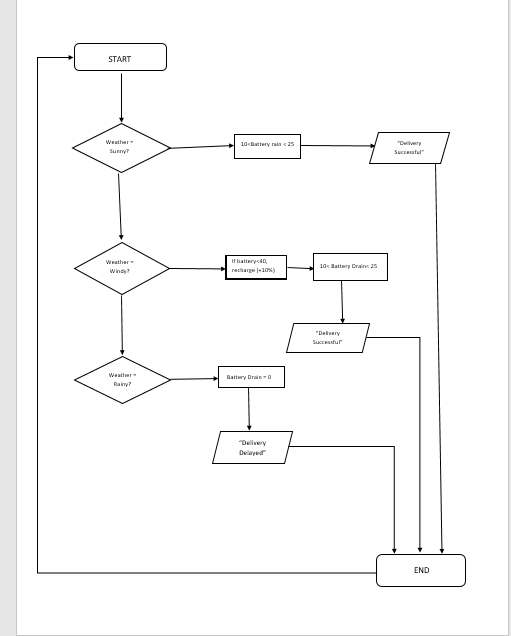 START
Weather =
Sunny?
10<Battery rain < 25
"Delivery
Successful"
Weather =
Windy?
If battery<40,
recharge (+10%)
10< Battery Drain< 25
"Delivery
Successful"
Weather =
Rainy?
Battery Drain = 0
"Delivery
Delayed"
END